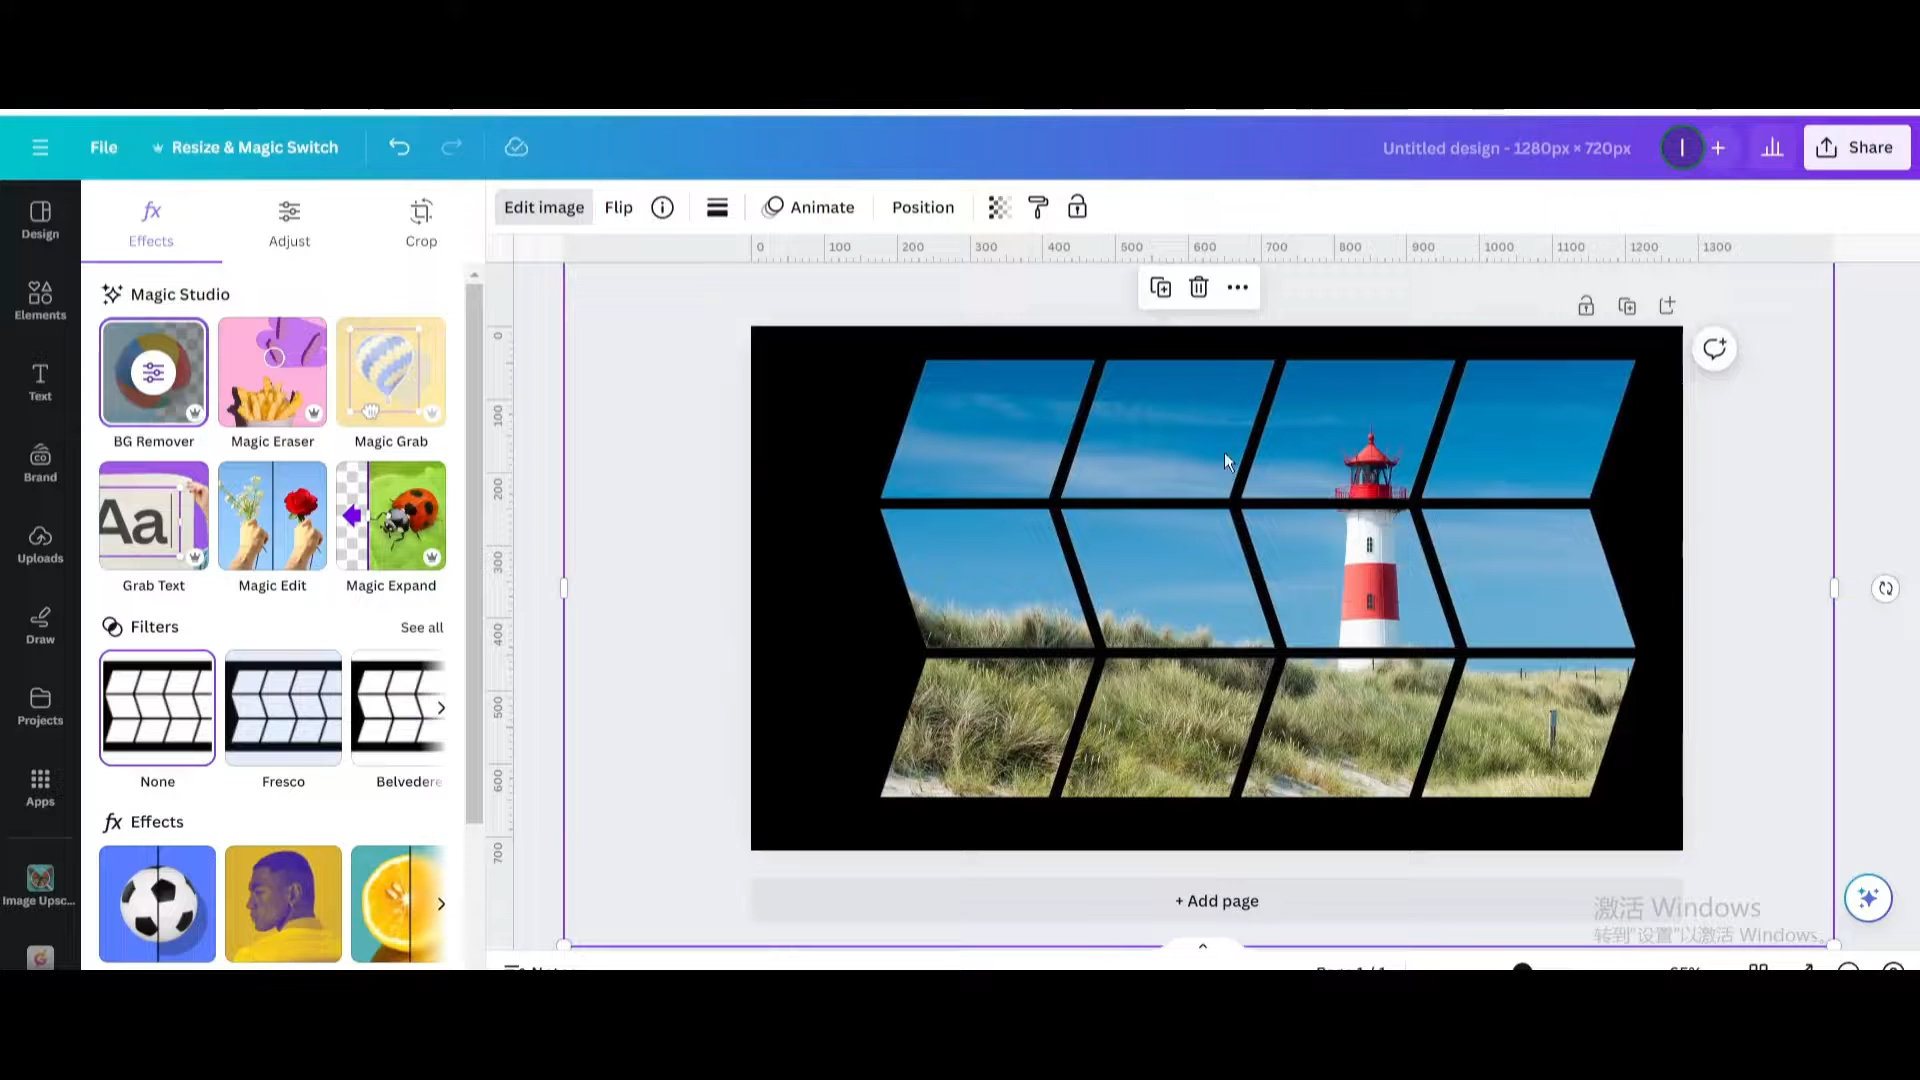 File
Resize & Magic Switch
Untitled design - 1280px × 720px
Share
Design
Elements
Text
Brand
Uploads
Draw
Projects
Apps
Image Upsc...
Effects
Adjust
Crop
Magic Studio
BG Remover
Magic Eraser
Magic Grab
Aa
Grab Text
Magic Edit
Magic Expand
Filters
See all
None
Fresco
Belvedere
Effects
Edit image
Flip
Animate
Position
0 100 200 300 400 500 600 700 800 900 1000 1100 1200 1300
0
100
200
300
400
500
600
700
+ Add page
激活 Windows
转到"设置"以激活 Windows。